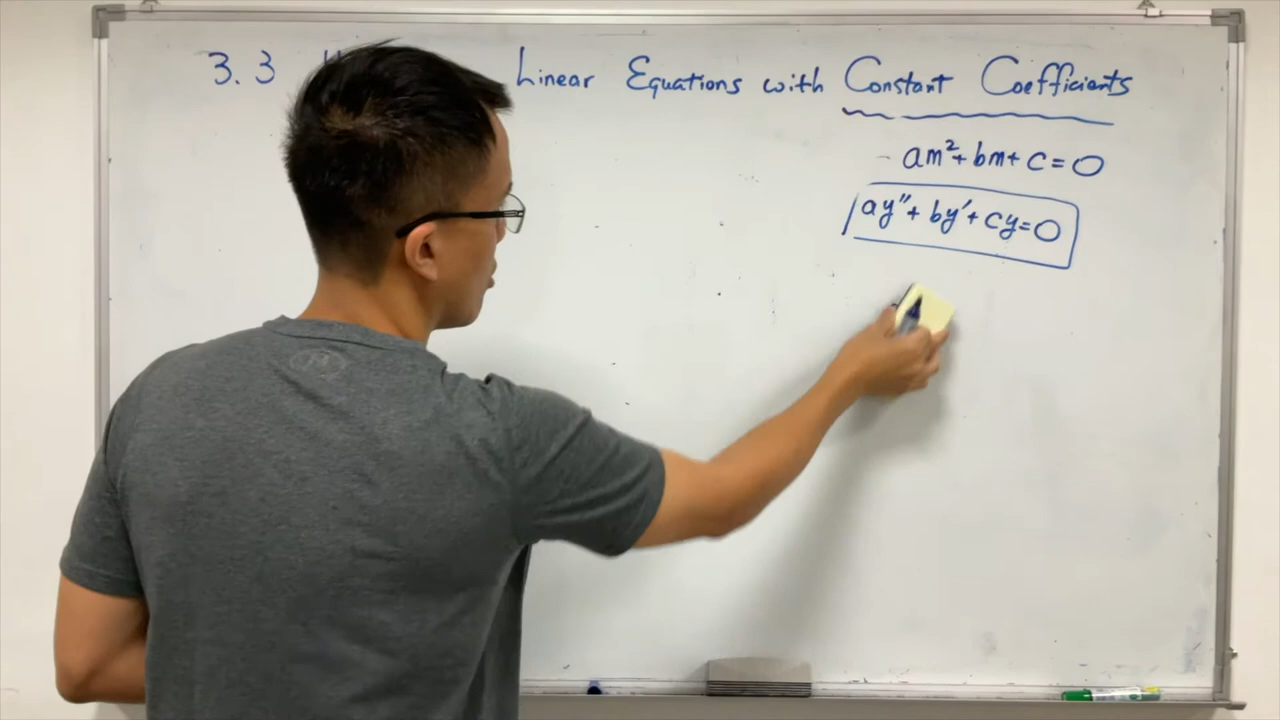 3.3 Linear Equations with Constant Coefficients
am²+bm+c=0
ay''+by'+cy=0